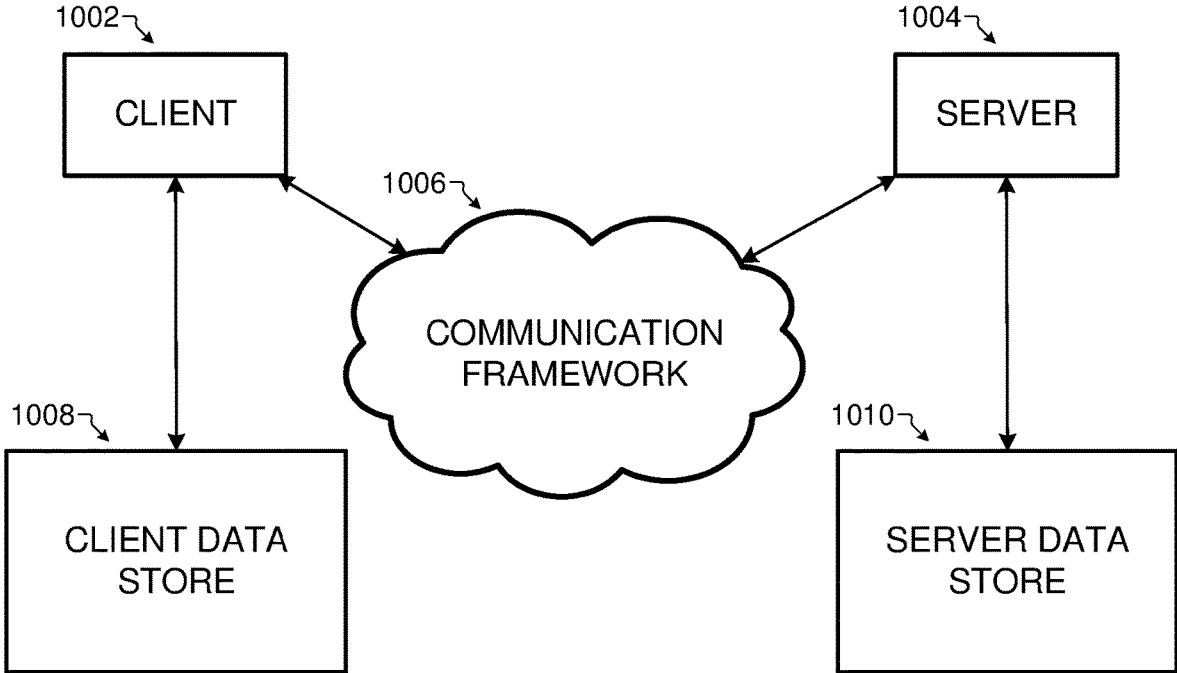 1002
1004
CLIENT
SERVER
1006
COMMUNICATION
FRAMEWORK
1008
1010
CLIENT DATA
STORE
SERVER DATA
STORE